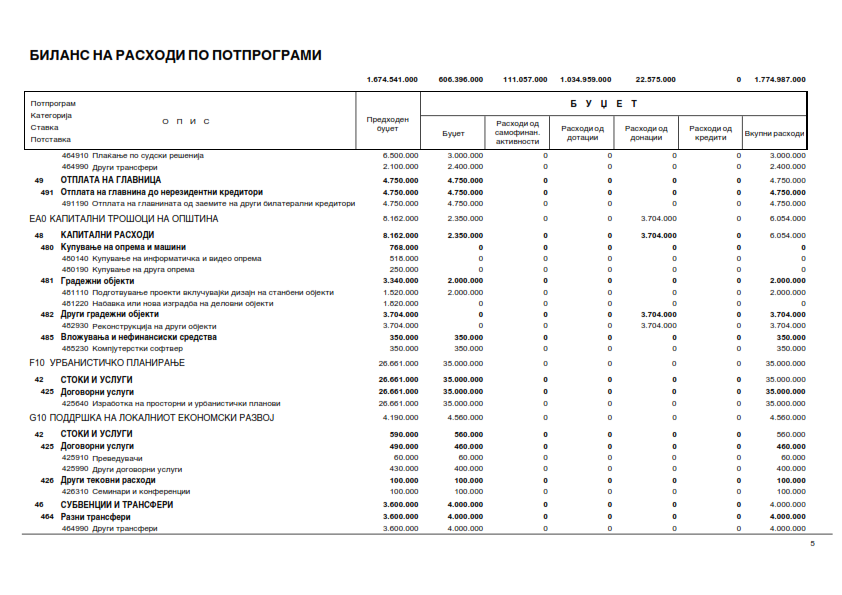 БИЛАНС НА РАСХОДИ ПО ПОТПРОГРАМИ
1.674.541.000 606.396.000 111.057.000 1.034.959.000 22.575.000 0 1.774.987.000
Потпрограм
Категорија
Ставка
Потставка
О П И С
Предходен буџет
Б У Џ Е Т
Буџет
Расходи од самофинан. активности
Расходи од дотации
Расходи од донации
Расходи од кредити
Вкупни расходи
464910 Плаќање по судски решенија 6.500.000 3.000.000 0 0 0 0 3.000.000
464990 Други трансфери 2.100.000 2.400.000 0 0 0 0 2.400.000
49 ОТПЛАТА НА ГЛАВНИЦА 4.750.000 4.750.000 0 0 0 0 4.750.000
491 Отплата на главнина до нерезидентни кредитори 4.750.000 4.750.000 0 0 0 0 4.750.000
491190 Отплата на главнината од заемите на други билатерални кредитори 4.750.000 4.750.000 0 0 0 0 4.750.000
EA0 КАПИТАЛНИ ТРОШОЦИ НА ОПШТИНА 8.162.000 2.350.000 0 0 3.704.000 0 6.054.000
48 КАПИТАЛНИ РАСХОДИ 8.162.000 2.350.000 0 0 3.704.000 0 6.054.000
480 Купување на опрема и машини 768.000 0 0 0 0 0 0
480140 Купување на информатичка и видео опрема 518.000 0 0 0 0 0 0
480190 Купување на друга опрема 250.000 0 0 0 0 0 0
481 Градежни објекти 3.340.000 2.000.000 0 0 0 0 2.000.000
481110 Подготвување проекти вклучувајќи дизајн на станбени објекти 1.520.000 2.000.000 0 0 0 0 2.000.000
481220 Набавка или нова изградба на деловни објекти 1.820.000 0 0 0 0 0 0
482 Други градежни објекти 3.704.000 0 0 0 3.704.000 0 3.704.000
482930 Реконструкција на други објекти 3.704.000 0 0 0 3.704.000 0 3.704.000
485 Вложувања и нефинансиски средства 350.000 350.000 0 0 0 0 350.000
485230 Компјутерстки софтвер 350.000 350.000 0 0 0 0 350.000
F10 УРБАНИСТИЧКО ПЛАНИРАЊЕ 26.661.000 35.000.000 0 0 0 0 35.000.000
42 СТОКИ И УСЛУГИ 26.661.000 35.000.000 0 0 0 0 35.000.000
425 Договорни услуги 26.661.000 35.000.000 0 0 0 0 35.000.000
425640 Изработка на просторни и урбанистички планови 26.661.000 35.000.000 0 0 0 0 35.000.000
G10 ПОДДРШКА НА ЛОКАЛНИОТ ЕКОНОМСКИ РАЗВОЈ 4.190.000 4.560.000 0 0 0 0 4.560.000
42 СТОКИ И УСЛУГИ 590.000 560.000 0 0 0 0 560.000
425 Договорни услуги 490.000 460.000 0 0 0 0 460.000
425910 Преведувачи 60.000 60.000 0 0 0 0 60.000
425990 Други договорни услуги 430.000 400.000 0 0 0 0 400.000
426 Други тековни расходи 100.000 100.000 0 0 0 0 100.000
426310 Семинари и конференции 100.000 100.000 0 0 0 0 100.000
46 СУБВЕНЦИИ И ТРАНСФЕРИ 3.600.000 4.000.000 0 0 0 0 4.000.000
464 Разни трансфери 3.600.000 4.000.000 0 0 0 0 4.000.000
464990 Други трансфери 3.600.000 4.000.000 0 0 0 0 4.000.000
5